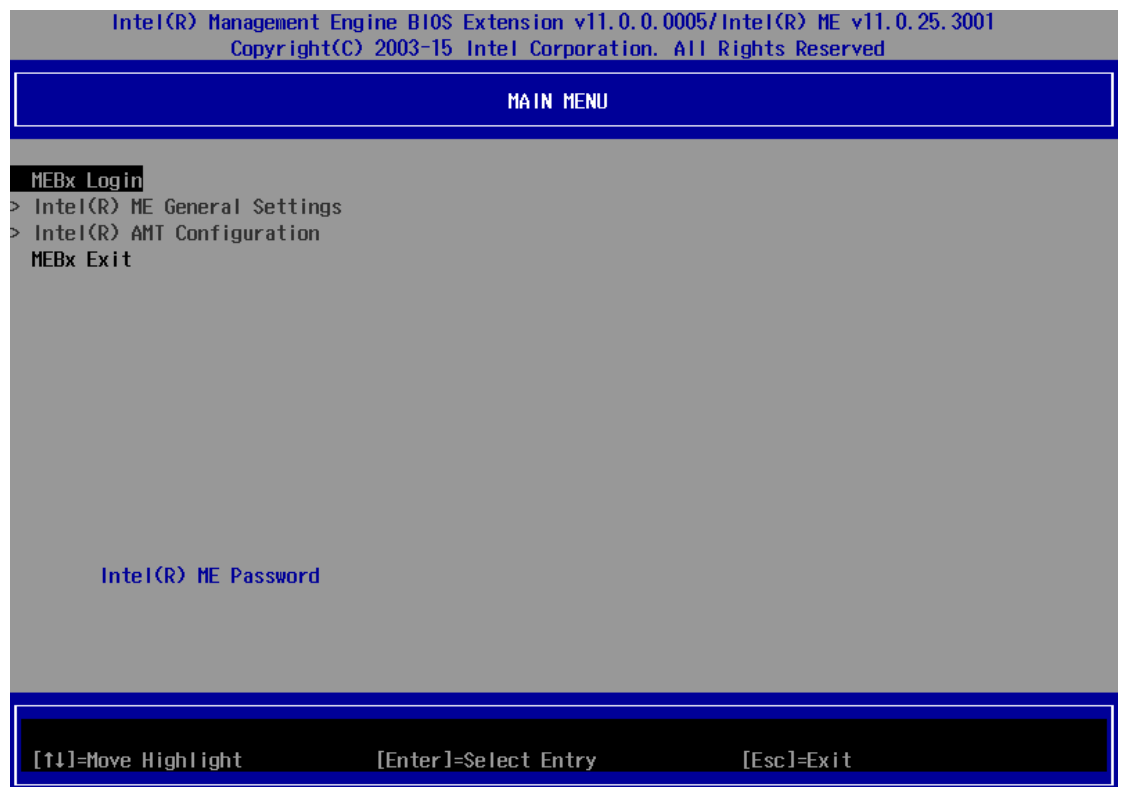 Intel(R) Management Engine BIOS Extension v11.0.0.0005/Intel(R) ME v11.0.25.3001
Copyright(C) 2003-15 Intel Corporation. All Rights Reserved
MAIN MENU
MEBx Login
> Intel(R) ME General Settings
> Intel(R) AMT Configuration
MEBx Exit
Intel(R) ME Password
[↑↓]=Move Highlight [Enter]=Select Entry [Esc]=Exit